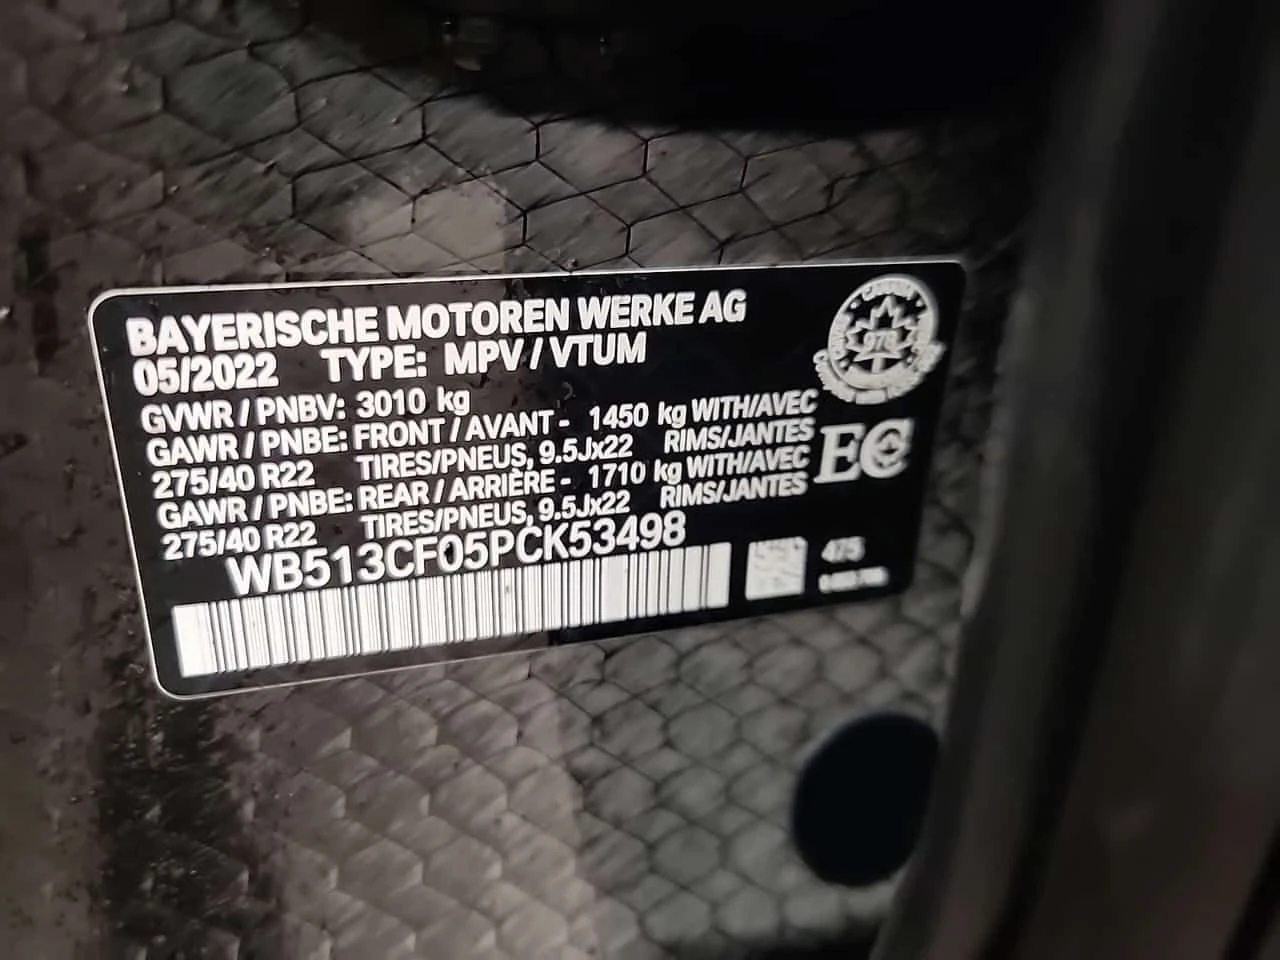 BAYERISCHE MOTOREN WERKE AG
05/2022 TYPE: MPV / VTUM
GVWR / PNBV: 3010 kg
GAWR / PNBE: FRONT / AVANT - 1450 kg WITH/AVEC
275/40 R22 TIRES/PNEUS, 9.5Jx22 RIMS/JANTES
GAWR / PNBE: REAR / ARRIÈRE - 1710 kg WITH/AVEC
275/40 R22 TIRES/PNEUS, 9.5Jx22 RIMS/JANTES
WB513CF05PCK53498
CANADA
978
EC
475